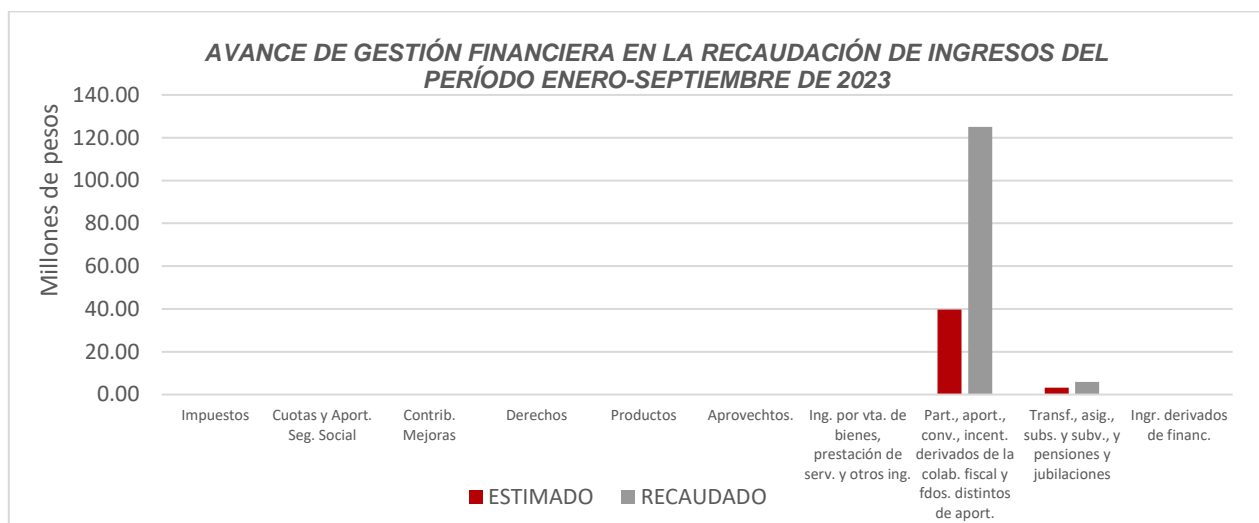 AVANCE DE GESTIÓN FINANCIERA EN LA RECAUDACIÓN DE INGRESOS DEL
PERÍODO ENERO-SEPTIEMBRE DE 2023
Millones de pesos
140.00
120.00
100.00
80.00
60.00
40.00
20.00
0.00
Impuestos
Cuotas y Aport.
Seg. Social
Contrib.
Mejoras
Derechos
Productos
Aprovechtos.
Ing. por vta. de
bienes,
prestación de
serv. y otros ing.
Part., aport.,
conv., incent.
derivados de la
colab. fiscal y
fdos. distintos
de aport.
Transf., asig.,
subs. y subv., y
pensiones y
jubilaciones
Ingr. derivados
de financ.
ESTIMADO
RECAUDADO